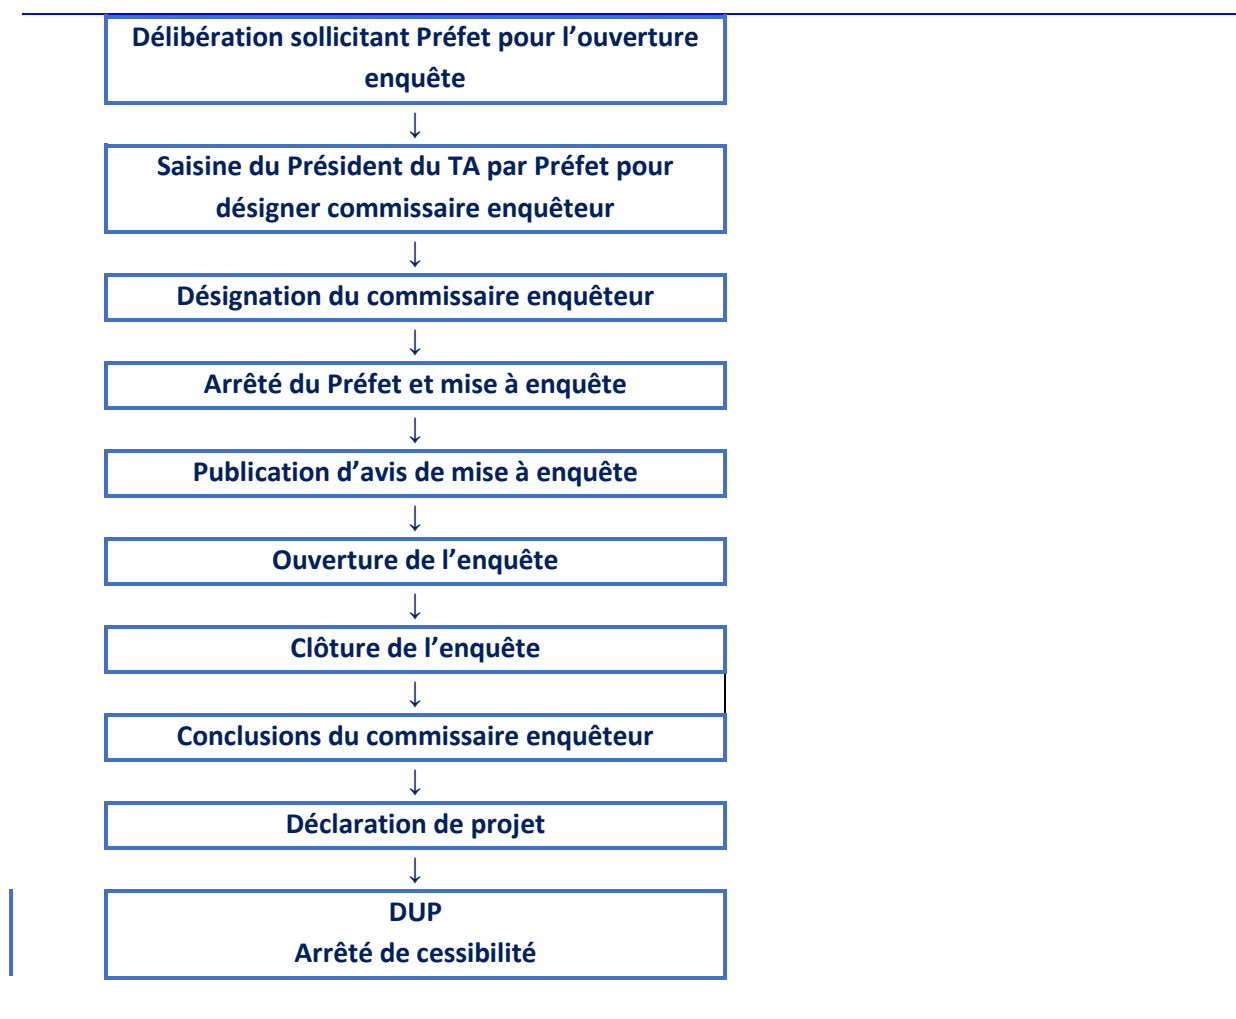 Délibération sollicitant Préfet pour l’ouverture
enquête
↓
Saisine du Président du TA par Préfet pour
désigner commissaire enquêteur
↓
Désignation du commissaire enquêteur
↓
Arrêté du Préfet et mise à enquête
↓
Publication d’avis de mise à enquête
↓
Ouverture de l’enquête
↓
Clôture de l’enquête
↓
Conclusions du commissaire enquêteur
↓
Déclaration de projet
↓
DUP
Arrêté de cessibilité